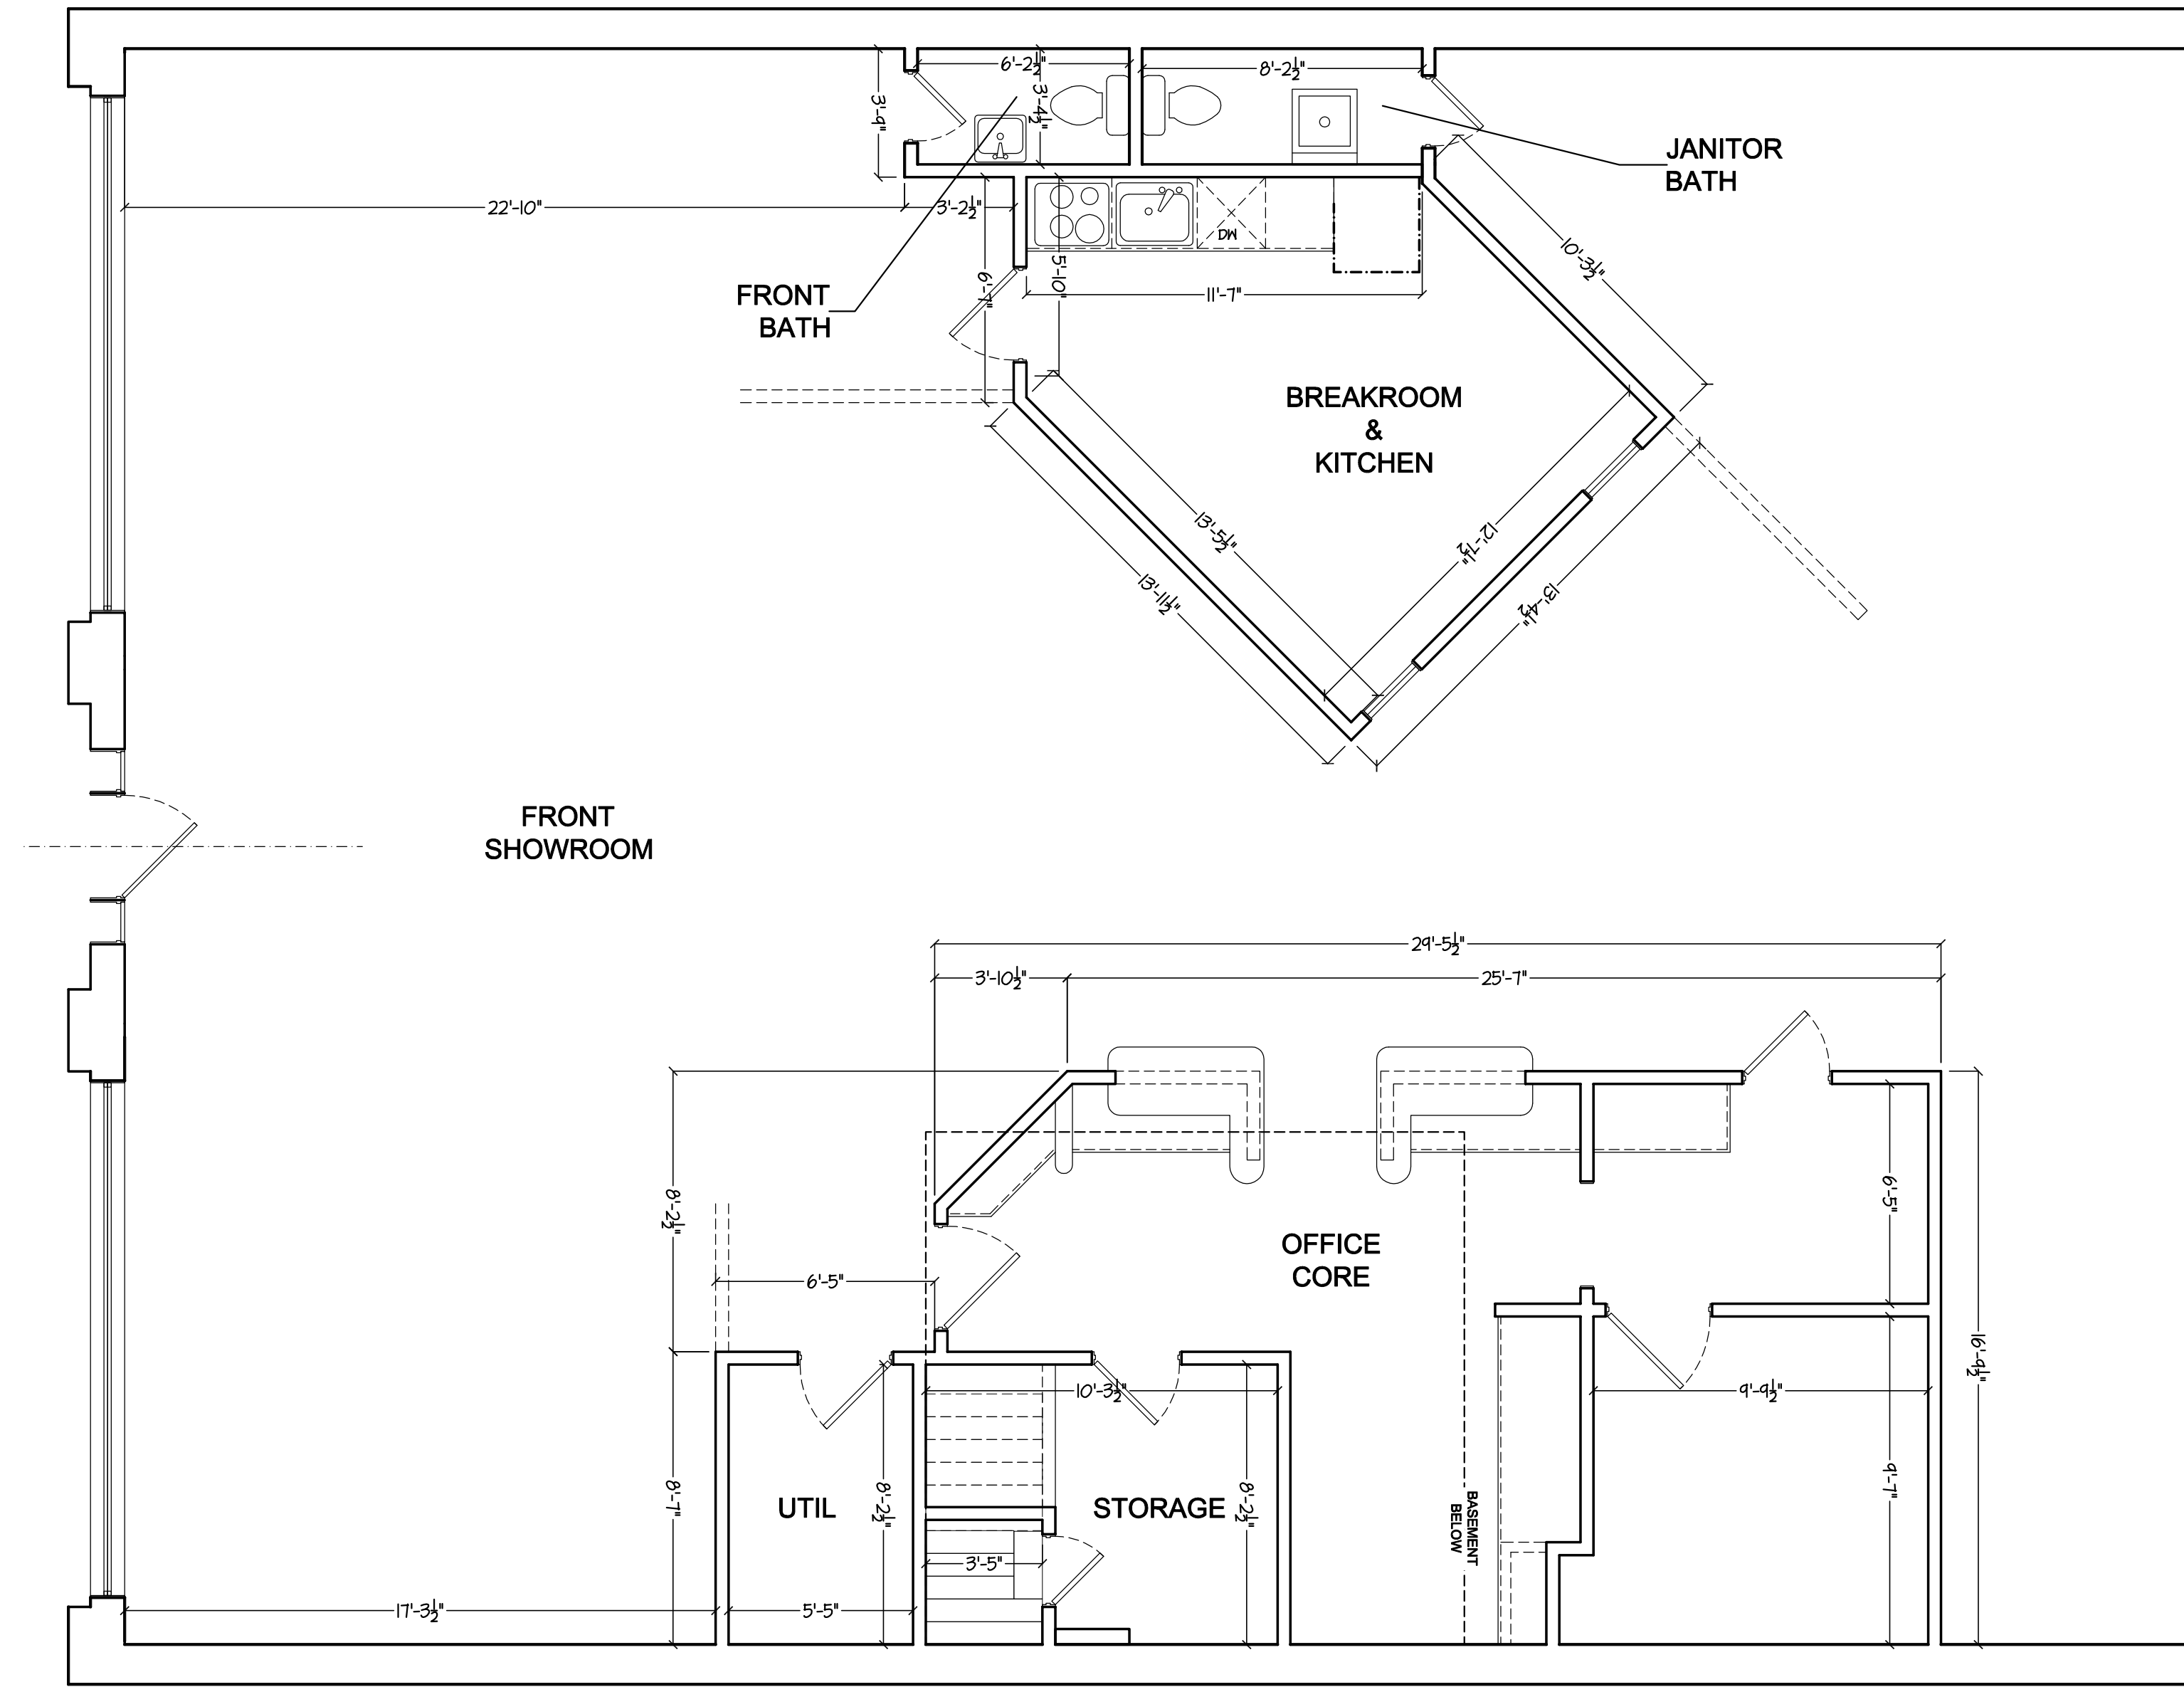 6'-2½"
8'-2½"
3'-9"
3'-4½"
JANITOR
BATH
22'-10"
3'-2½"
DW
10'-3½"
6'-7"
5'-10"
11'-7"
FRONT
BATH
BREAKROOM
&
KITCHEN
13'-5½"
12'-7½"
13'-11½"
13'-4½"
FRONT
SHOWROOM
29'-5½"
3'-10½"
25'-7"
8'-2½"
6'-5"
OFFICE
CORE
6'-5"
16'-9½"
10'-3½"
9'-9½"
8'-7"
UTIL
8'-2½"
STORAGE
8'-2½"
BASEMENT
BELOW
9'-7"
3'-5"
17'-3½"
5'-5"